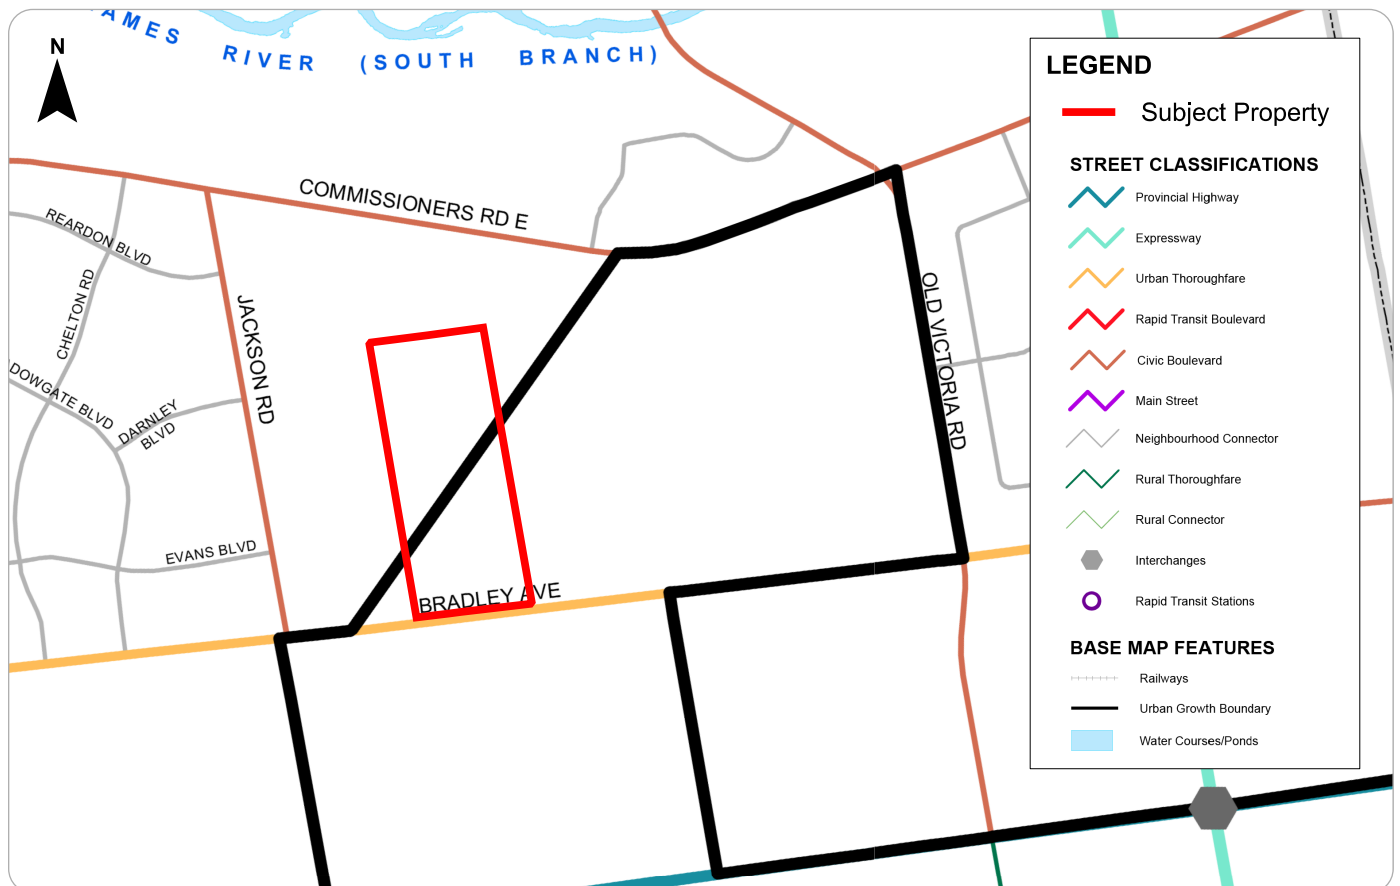 AMES
RIVER (SOUTH BRANCH)
N
COMMISSIONERS RD E
REARDON BLVD
CHELTON RD
JACKSON RD
DOWGATE BLVD
DARNLEY
BLVD
EVANS BLVD
BRADLEY AVE
OLD VICTORIA RD
LEGEND
Subject Property
STREET CLASSIFICATIONS
Provincial Highway
Expressway
Urban Thoroughfare
Rapid Transit Boulevard
Civic Boulevard
Main Street
Neighbourhood Connector
Rural Thoroughfare
Rural Connector
Interchanges
Rapid Transit Stations
BASE MAP FEATURES
Railways
Urban Growth Boundary
Water Courses/Ponds